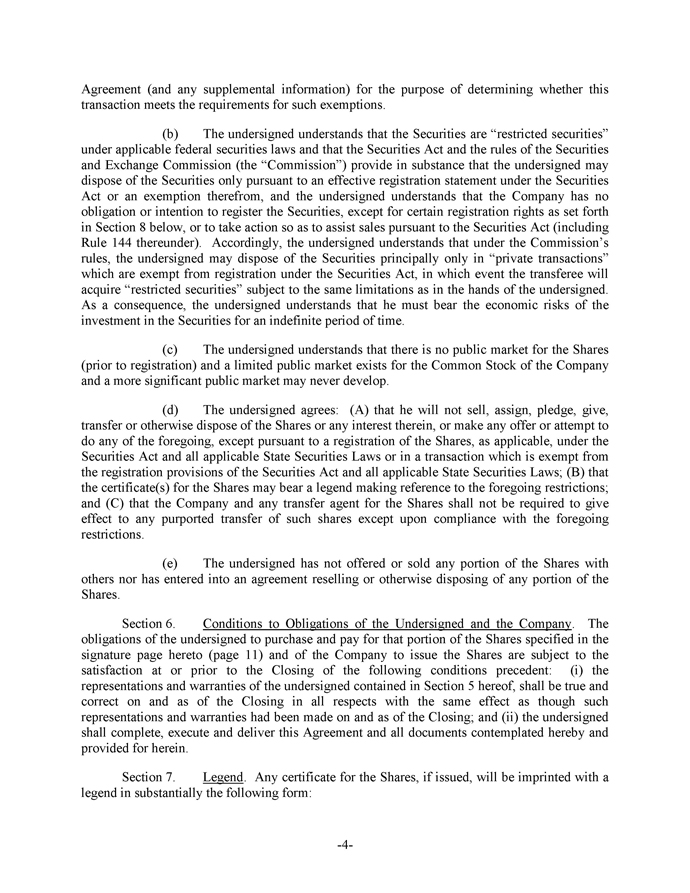 Agreement (and any supplemental information) for the purpose of determining whether this
transaction meets the requirements for such exemptions.
(b) The undersigned understands that the Securities are “restricted securities”
under applicable federal securities laws and that the Securities Act and the rules of the Securities
and Exchange Commission (the “Commission”) provide in substance that the undersigned may
dispose of the Securities only pursuant to an effective registration statement under the Securities
Act or an exemption therefrom, and the undersigned understands that the Company has no
obligation or intention to register the Securities, except for certain registration rights as set forth
in Section 8 below, or to take action so as to assist sales pursuant to the Securities Act (including
Rule 144 thereunder). Accordingly, the undersigned understands that under the Commission’s
rules, the undersigned may dispose of the Securities principally only in “private transactions”
which are exempt from registration under the Securities Act, in which event the transferee will
acquire “restricted securities” subject to the same limitations as in the hands of the undersigned.
As a consequence, the undersigned understands that he must bear the economic risks of the
investment in the Securities for an indefinite period of time.
(c) The undersigned understands that there is no public market for the Shares
(prior to registration) and a limited public market exists for the Common Stock of the Company
and a more significant public market may never develop.
(d) The undersigned agrees: (A) that he will not sell, assign, pledge, give,
transfer or otherwise dispose of the Shares or any interest therein, or make any offer or attempt to
do any of the foregoing, except pursuant to a registration of the Shares, as applicable, under the
Securities Act and all applicable State Securities Laws or in a transaction which is exempt from
the registration provisions of the Securities Act and all applicable State Securities Laws; (B) that
the certificate(s) for the Shares may bear a legend making reference to the foregoing restrictions;
and (C) that the Company and any transfer agent for the Shares shall not be required to give
effect to any purported transfer of such shares except upon compliance with the foregoing
restrictions.
(e) The undersigned has not offered or sold any portion of the Shares with
others nor has entered into an agreement reselling or otherwise disposing of any portion of the
Shares.
Section 6. Conditions to Obligations of the Undersigned and the Company. The
obligations of the undersigned to purchase and pay for that portion of the Shares specified in the
signature page hereto (page 11) and of the Company to issue the Shares are subject to the
satisfaction at or prior to the Closing of the following conditions precedent: (i) the
representations and warranties of the undersigned contained in Section 5 hereof, shall be true and
correct on and as of the Closing in all respects with the same effect as though such
representations and warranties had been made on and as of the Closing; and (ii) the undersigned
shall complete, execute and deliver this Agreement and all documents contemplated hereby and
provided for herein.
Section 7. Legend. Any certificate for the Shares, if issued, will be imprinted with a
legend in substantially the following form:
-4-